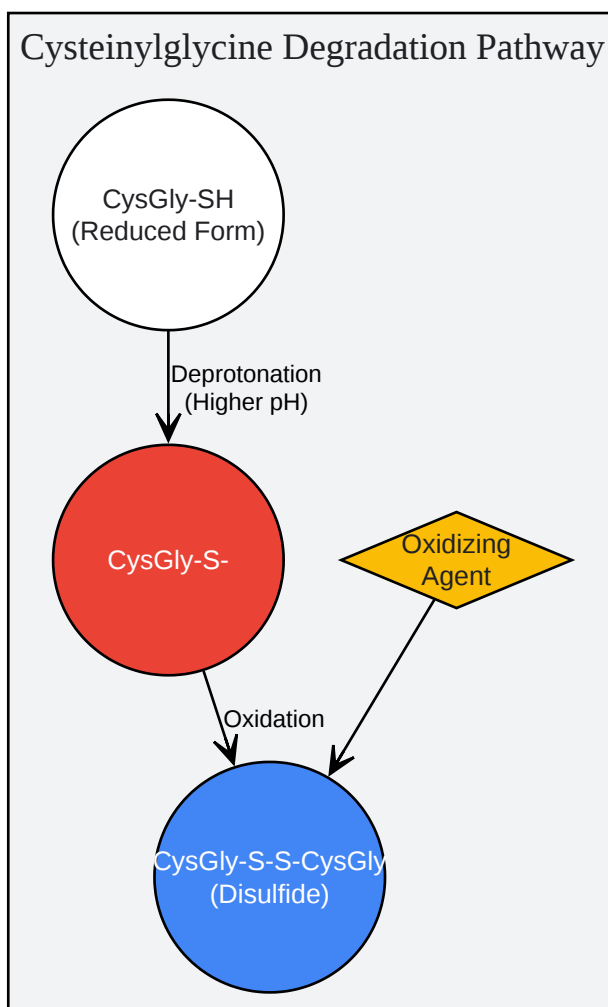 Cysteinylglycine Degradation Pathway
CysGly-SH
(Reduced Form)
Deprotonation
(Higher pH)
CysGly-S-
Oxidizing
Agent
Oxidation
CysGly-S-S-CysGly
(Disulfide)